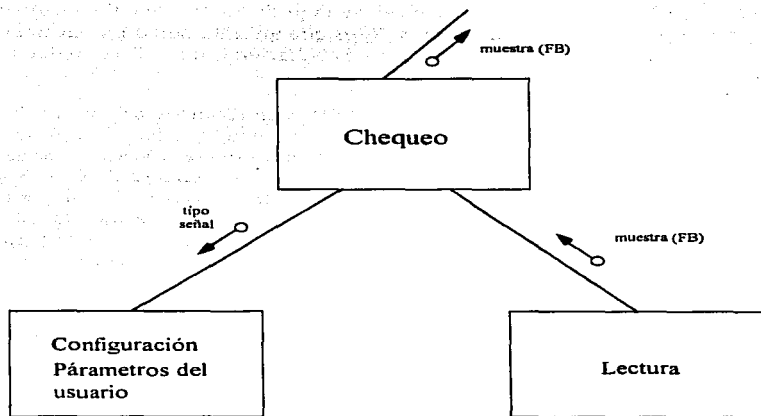 muestra (FB)
Chequeo
tipo
señal
muestra (FB)
Configuración
Párametros del
usuario
Lectura